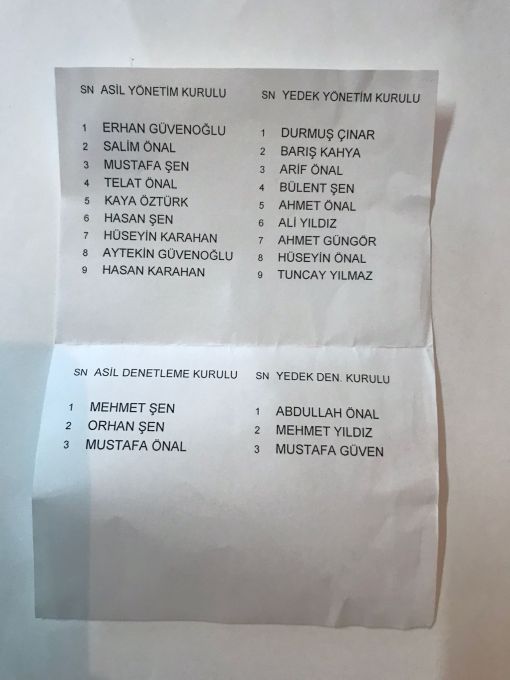 SN ASİL YÖNETİM KURULU
1 ERHAN GÜVENOĞLU
2 SALİM ÖNAL
3 MUSTAFA ŞEN
4 TELAT ÖNAL
5 KAYA ÖZTÜRK
6 HASAN ŞEN
7 HÜSEYİN KARAHAN
8 AYTEKİN GÜVENOĞLU
9 HASAN KARAHAN
SN YEDEK YÖNETİM KURULU
1 DURMUŞ ÇINAR
2 BARIŞ KAHYA
3 ARİF ÖNAL
4 BÜLENT ŞEN
5 AHMET ÖNAL
6 ALİ YILDIZ
7 AHMET GÜNGÖR
8 HÜSEYİN ÖNAL
9 TUNCAY YILMAZ
SN ASİL DENETLEME KURULU
1 MEHMET ŞEN
2 ORHAN ŞEN
3 MUSTAFA ÖNAL
SN YEDEK DEN. KURULU
1 ABDULLAH ÖNAL
2 MEHMET YILDIZ
3 MUSTAFA GÜVEN